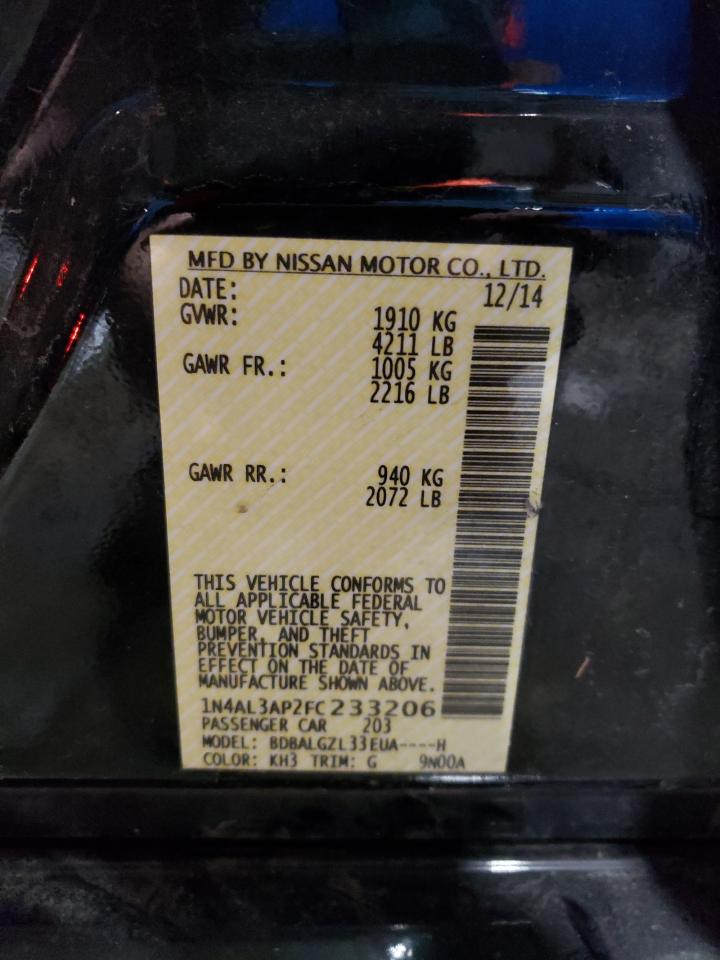 MFD BY NISSAN MOTOR CO., LTD.
DATE: 12/14
GVWR: 1910 KG
4211 LB
GAWR FR.: 1005 KG
2216 LB
GAWR RR.: 940 KG
2072 LB
THIS VEHICLE CONFORMS TO
ALL APPLICABLE FEDERAL
MOTOR VEHICLE SAFETY,
BUMPER, AND THEFT
PREVENTION STANDARDS IN
EFFECT ON THE DATE OF
MANUFACTURE SHOWN ABOVE.
1N4AL3AP2FC233206
PASSENGER CAR 203
MODEL: BDBALGZL33EUA----H
COLOR: KH3 TRIM: G 9N00A